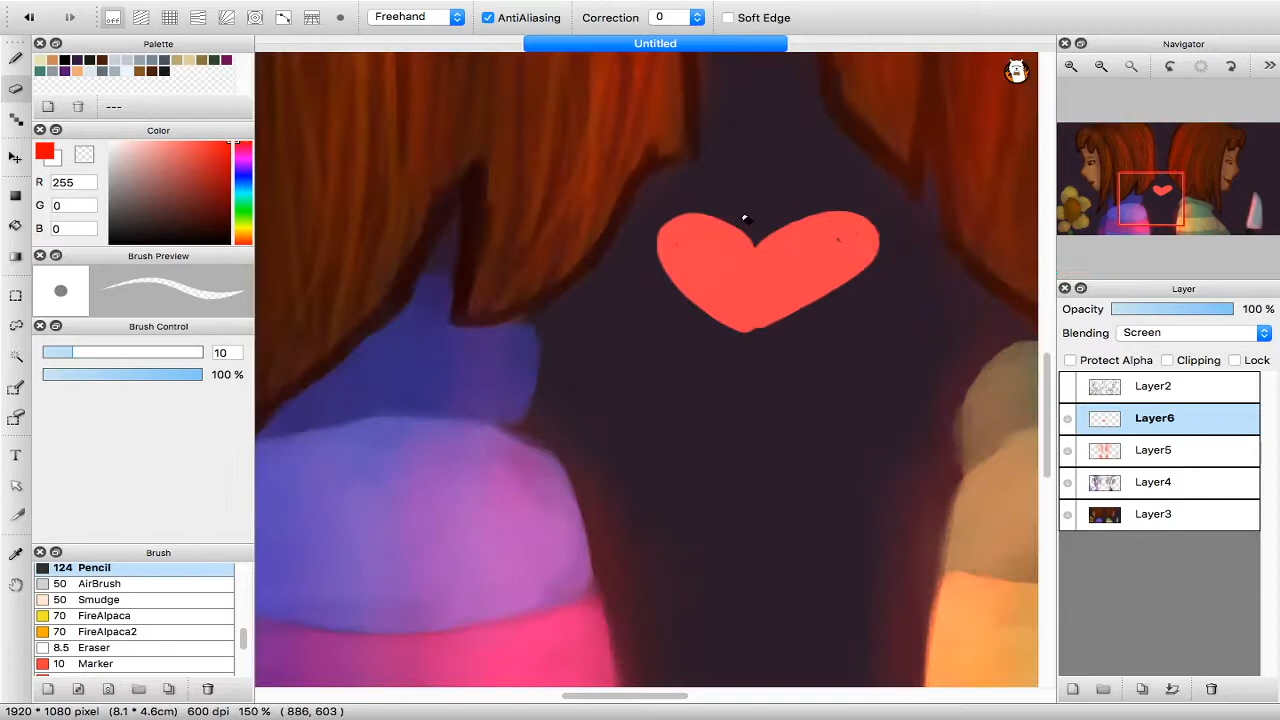 Freehand AntiAliasing Correction 0 Soft Edge
Untitled
Palette
---
Color
R 255
G 0
B 0
Brush Preview
Brush Control
10
100 %
Brush
124 Pencil
50 AirBrush
50 Smudge
70 FireAlpaca
70 FireAlpaca2
8.5 Eraser
10 Marker
Navigator
Layer
Opacity 100 %
Blending Screen
Protect Alpha Clipping Lock
Layer2
Layer6
Layer5
Layer4
Layer3
1920 * 1080 pixel (8.1 * 4.6cm) 600 dpi 150 % ( 886, 603 )